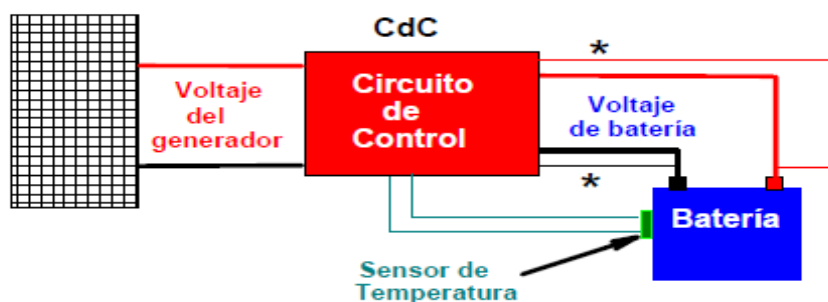 CdC
*
Circuito
de
Control
Voltaje
del
generador
Voltaje
de batería
*
Batería
Sensor de
Temperatura